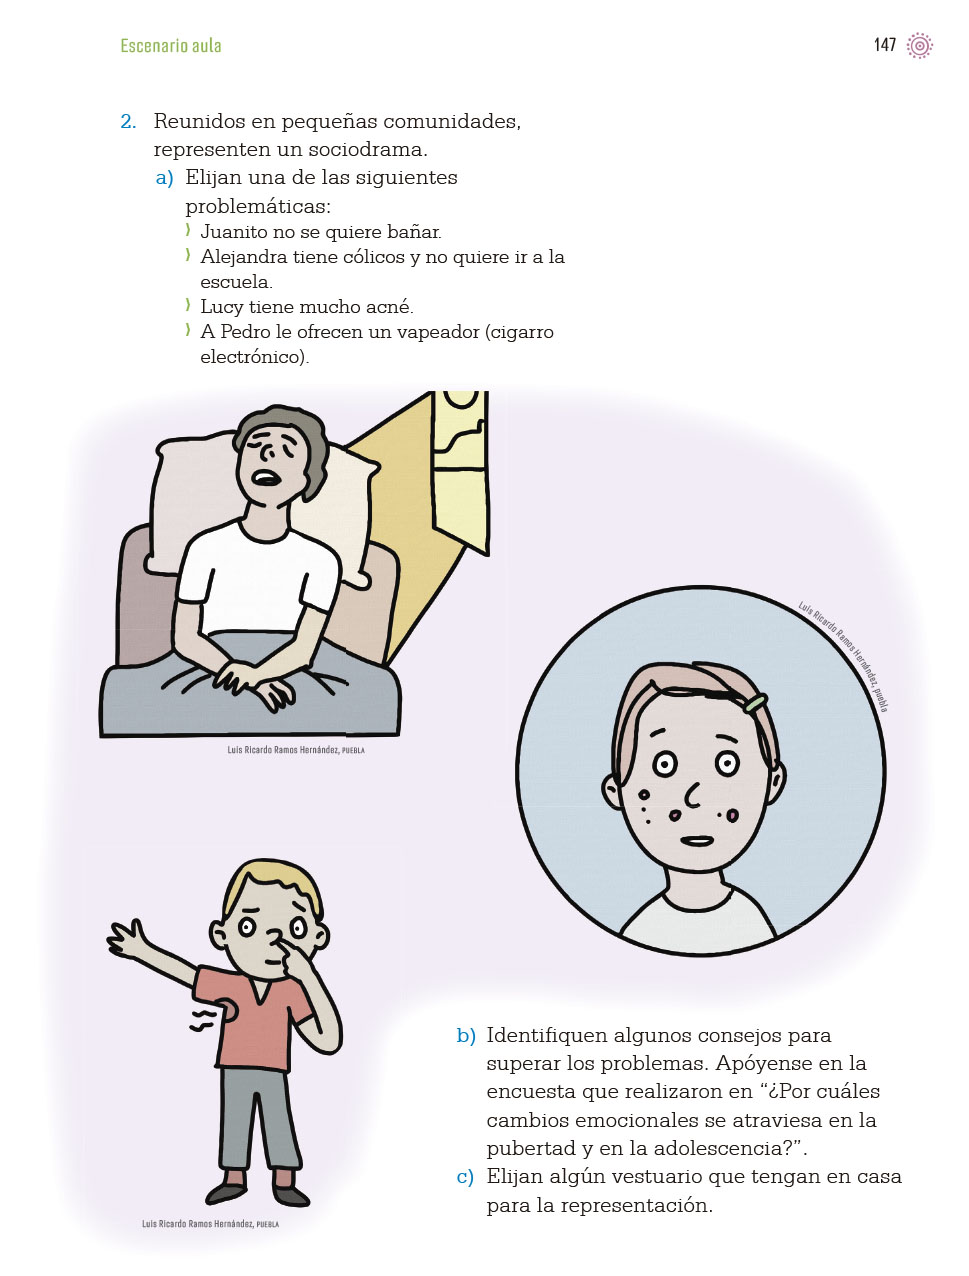 Escenario aula
147
2. Reunidos en pequeñas comunidades,
representen un sociodrama.
a) Elijan una de las siguientes
problemáticas:
⟩ Juanito no se quiere bañar.
⟩ Alejandra tiene cólicos y no quiere ir a la
escuela.
⟩ Lucy tiene mucho acné.
⟩ A Pedro le ofrecen un vapeador (cigarro
electrónico).
Luis Ricardo Ramos Hernández, puebla
Luis Ricardo Ramos Hernández, PUEBLA
b) Identifiquen algunos consejos para
superar los problemas. Apóyense en la
encuesta que realizaron en “¿Por cuáles
cambios emocionales se atraviesa en la
pubertad y en la adolescencia?”.
c) Elijan algún vestuario que tengan en casa
para la representación.
Luis Ricardo Ramos Hernández, PUEBLA